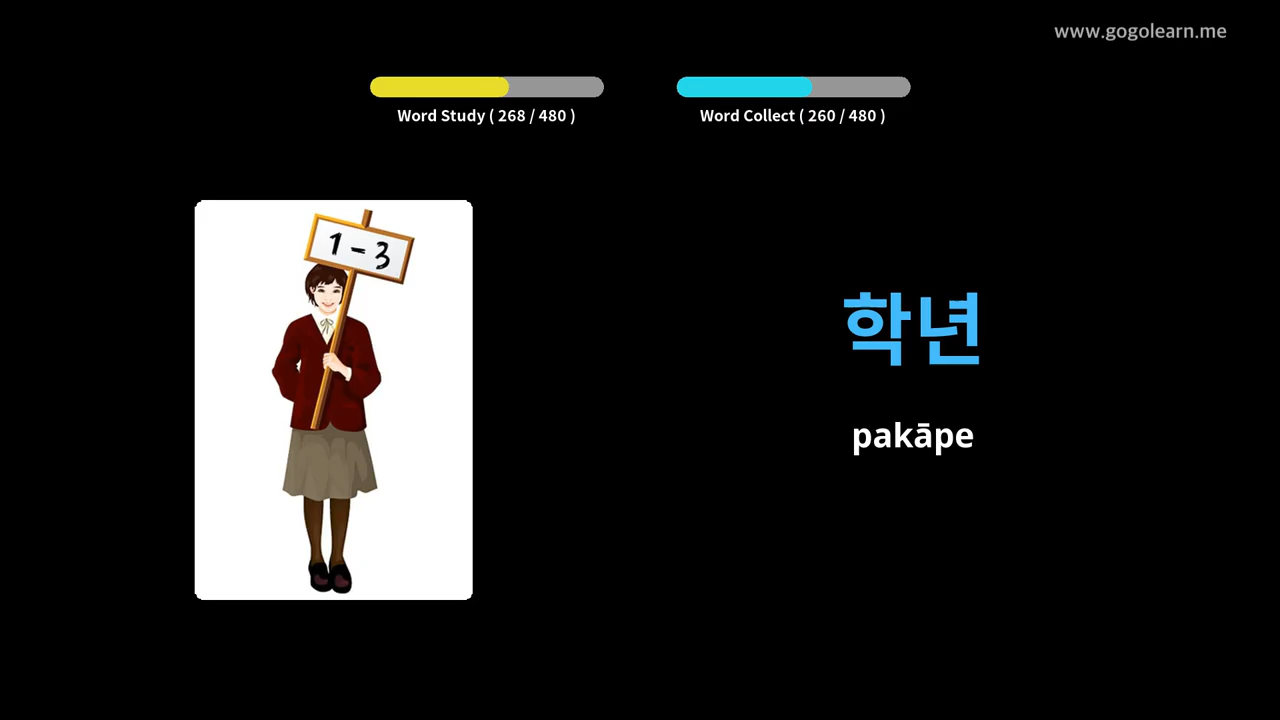 www.gogolearn.me
Word Study ( 268 / 480 )
Word Collect ( 260 / 480 )
1 - 3
학년
pakāpe